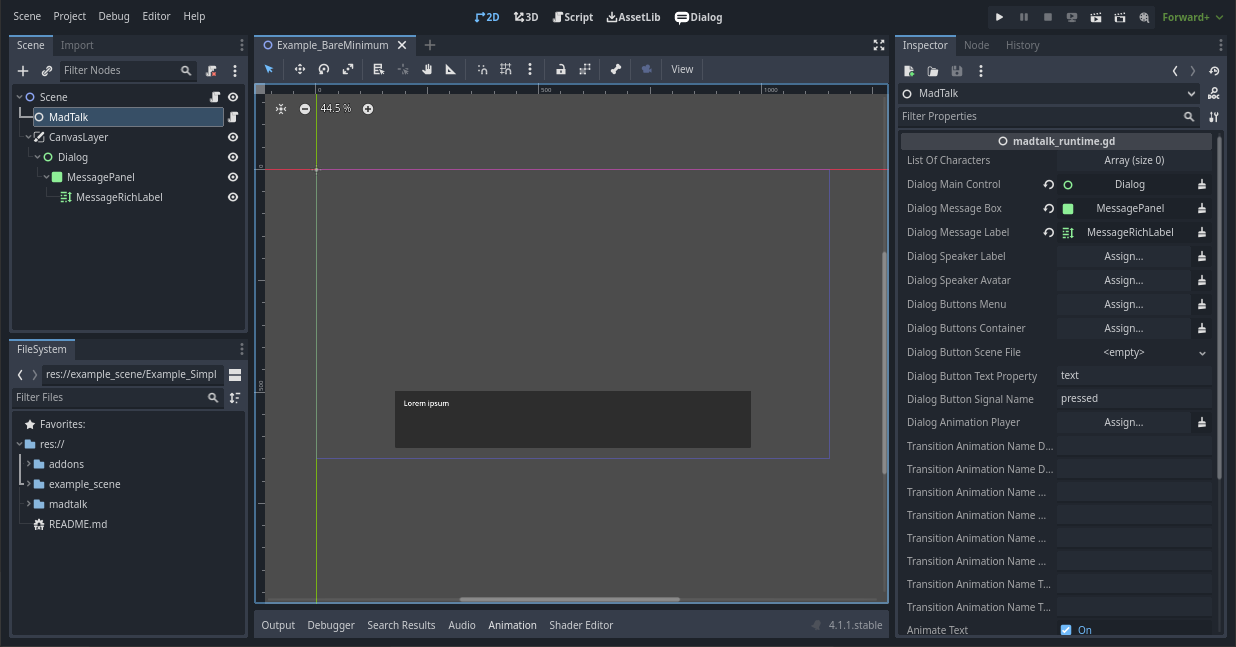 Scene Project Debug Editor Help
2D 3D Script AssetLib Dialog
Forward+
Scene Import
Filter Nodes
Scene
MadTalk
CanvasLayer
Dialog
MessagePanel
MessageRichLabel
FileSystem
res://example_scene/Example_Simpl
Filter Files
Favorites:
res://
addons
example_scene
madtalk
README.md
Example_BareMinimum
View
0 500 1000
44.5 %
0
500
Lorem ipsum
Output Debugger Search Results Audio Animation Shader Editor 4.1.1.stable
Inspector Node History
MadTalk
Filter Properties
madtalk_runtime.gd
List Of Characters Array (size 0)
Dialog Main Control Dialog
Dialog Message Box MessagePanel
Dialog Message Label MessageRichLabel
Dialog Speaker Label Assign...
Dialog Speaker Avatar Assign...
Dialog Buttons Menu Assign...
Dialog Buttons Container Assign...
Dialog Button Scene File <empty>
Dialog Button Text Property text
Dialog Button Signal Name pressed
Dialog Animation Player Assign...
Transition Animation Name D...
Transition Animation Name D...
Transition Animation Name ...
Transition Animation Name ...
Transition Animation Name ...
Transition Animation Name ...
Transition Animation Name T...
Transition Animation Name T...
Animate Text On